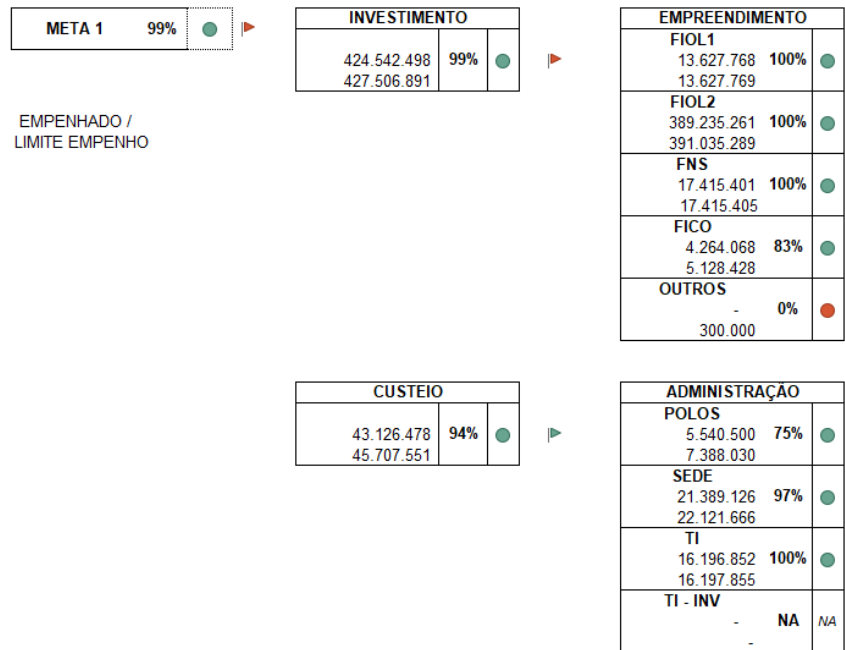 META 1 99%
EMPENHADO /
LIMITE EMPENHO
INVESTIMENTO
424.542.498 99%
427.506.891
EMPREENDIMENTO
FIOL1
13.627.768 100%
13.627.769
FIOL2
389.235.261 100%
391.035.289
FNS
17.415.401 100%
17.415.405
FICO
4.264.068 83%
5.128.428
OUTROS
- 0%
300.000
CUSTEIO
43.126.478 94%
45.707.551
ADMINISTRAÇÃO
POLOS
5.540.500 75%
7.388.030
SEDE
21.389.126 97%
22.121.666
TI
16.196.852 100%
16.197.855
TI - INV
- NA NA
-